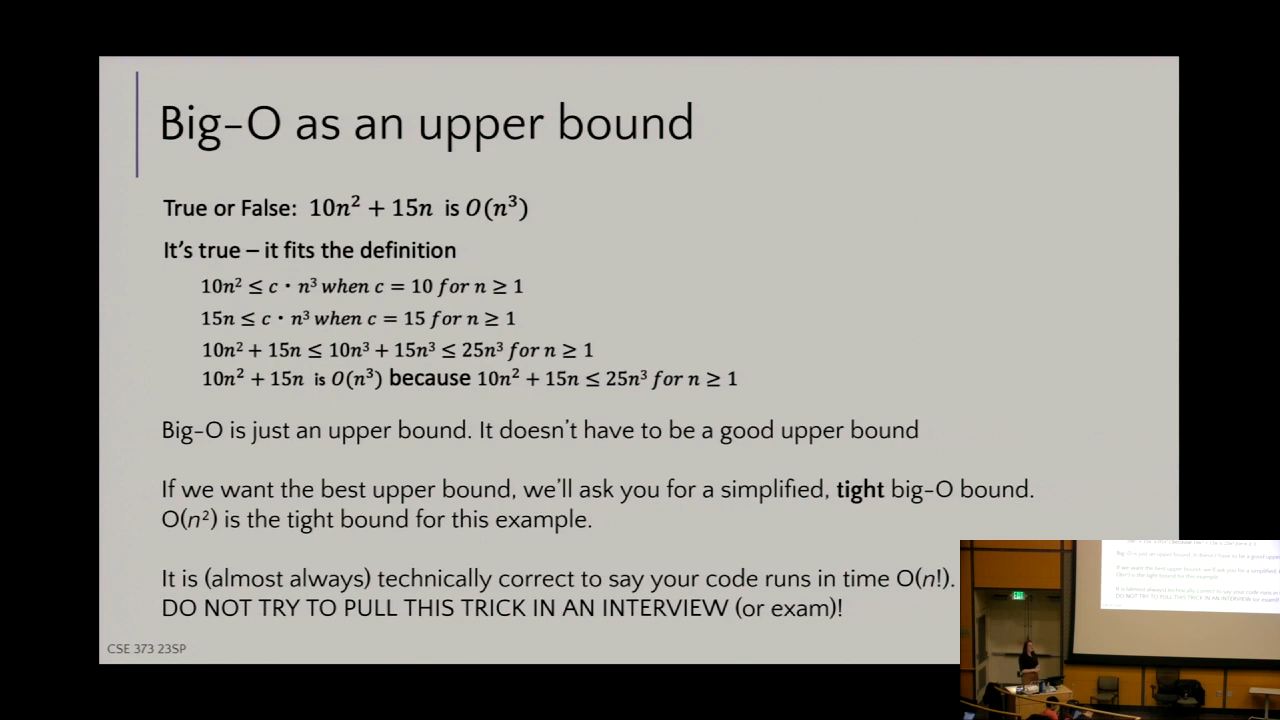 Big-O as an upper bound
True or False: 10n² + 15n is O(n³)
It's true – it fits the definition
10n² ≤ c · n³ when c = 10 for n ≥ 1
15n ≤ c · n³ when c = 15 for n ≥ 1
10n² + 15n ≤ 10n³ + 15n³ ≤ 25n³ for n ≥ 1
10n² + 15n is O(n³) because 10n² + 15n ≤ 25n³ for n ≥ 1
Big-O is just an upper bound. It doesn't have to be a good upper bound
If we want the best upper bound, we'll ask you for a simplified, tight big-O bound.
O(n²) is the tight bound for this example.
It is (almost always) technically correct to say your code runs in time O(n!).
DO NOT TRY TO PULL THIS TRICK IN AN INTERVIEW (or exam)!
CSE 373 23SP